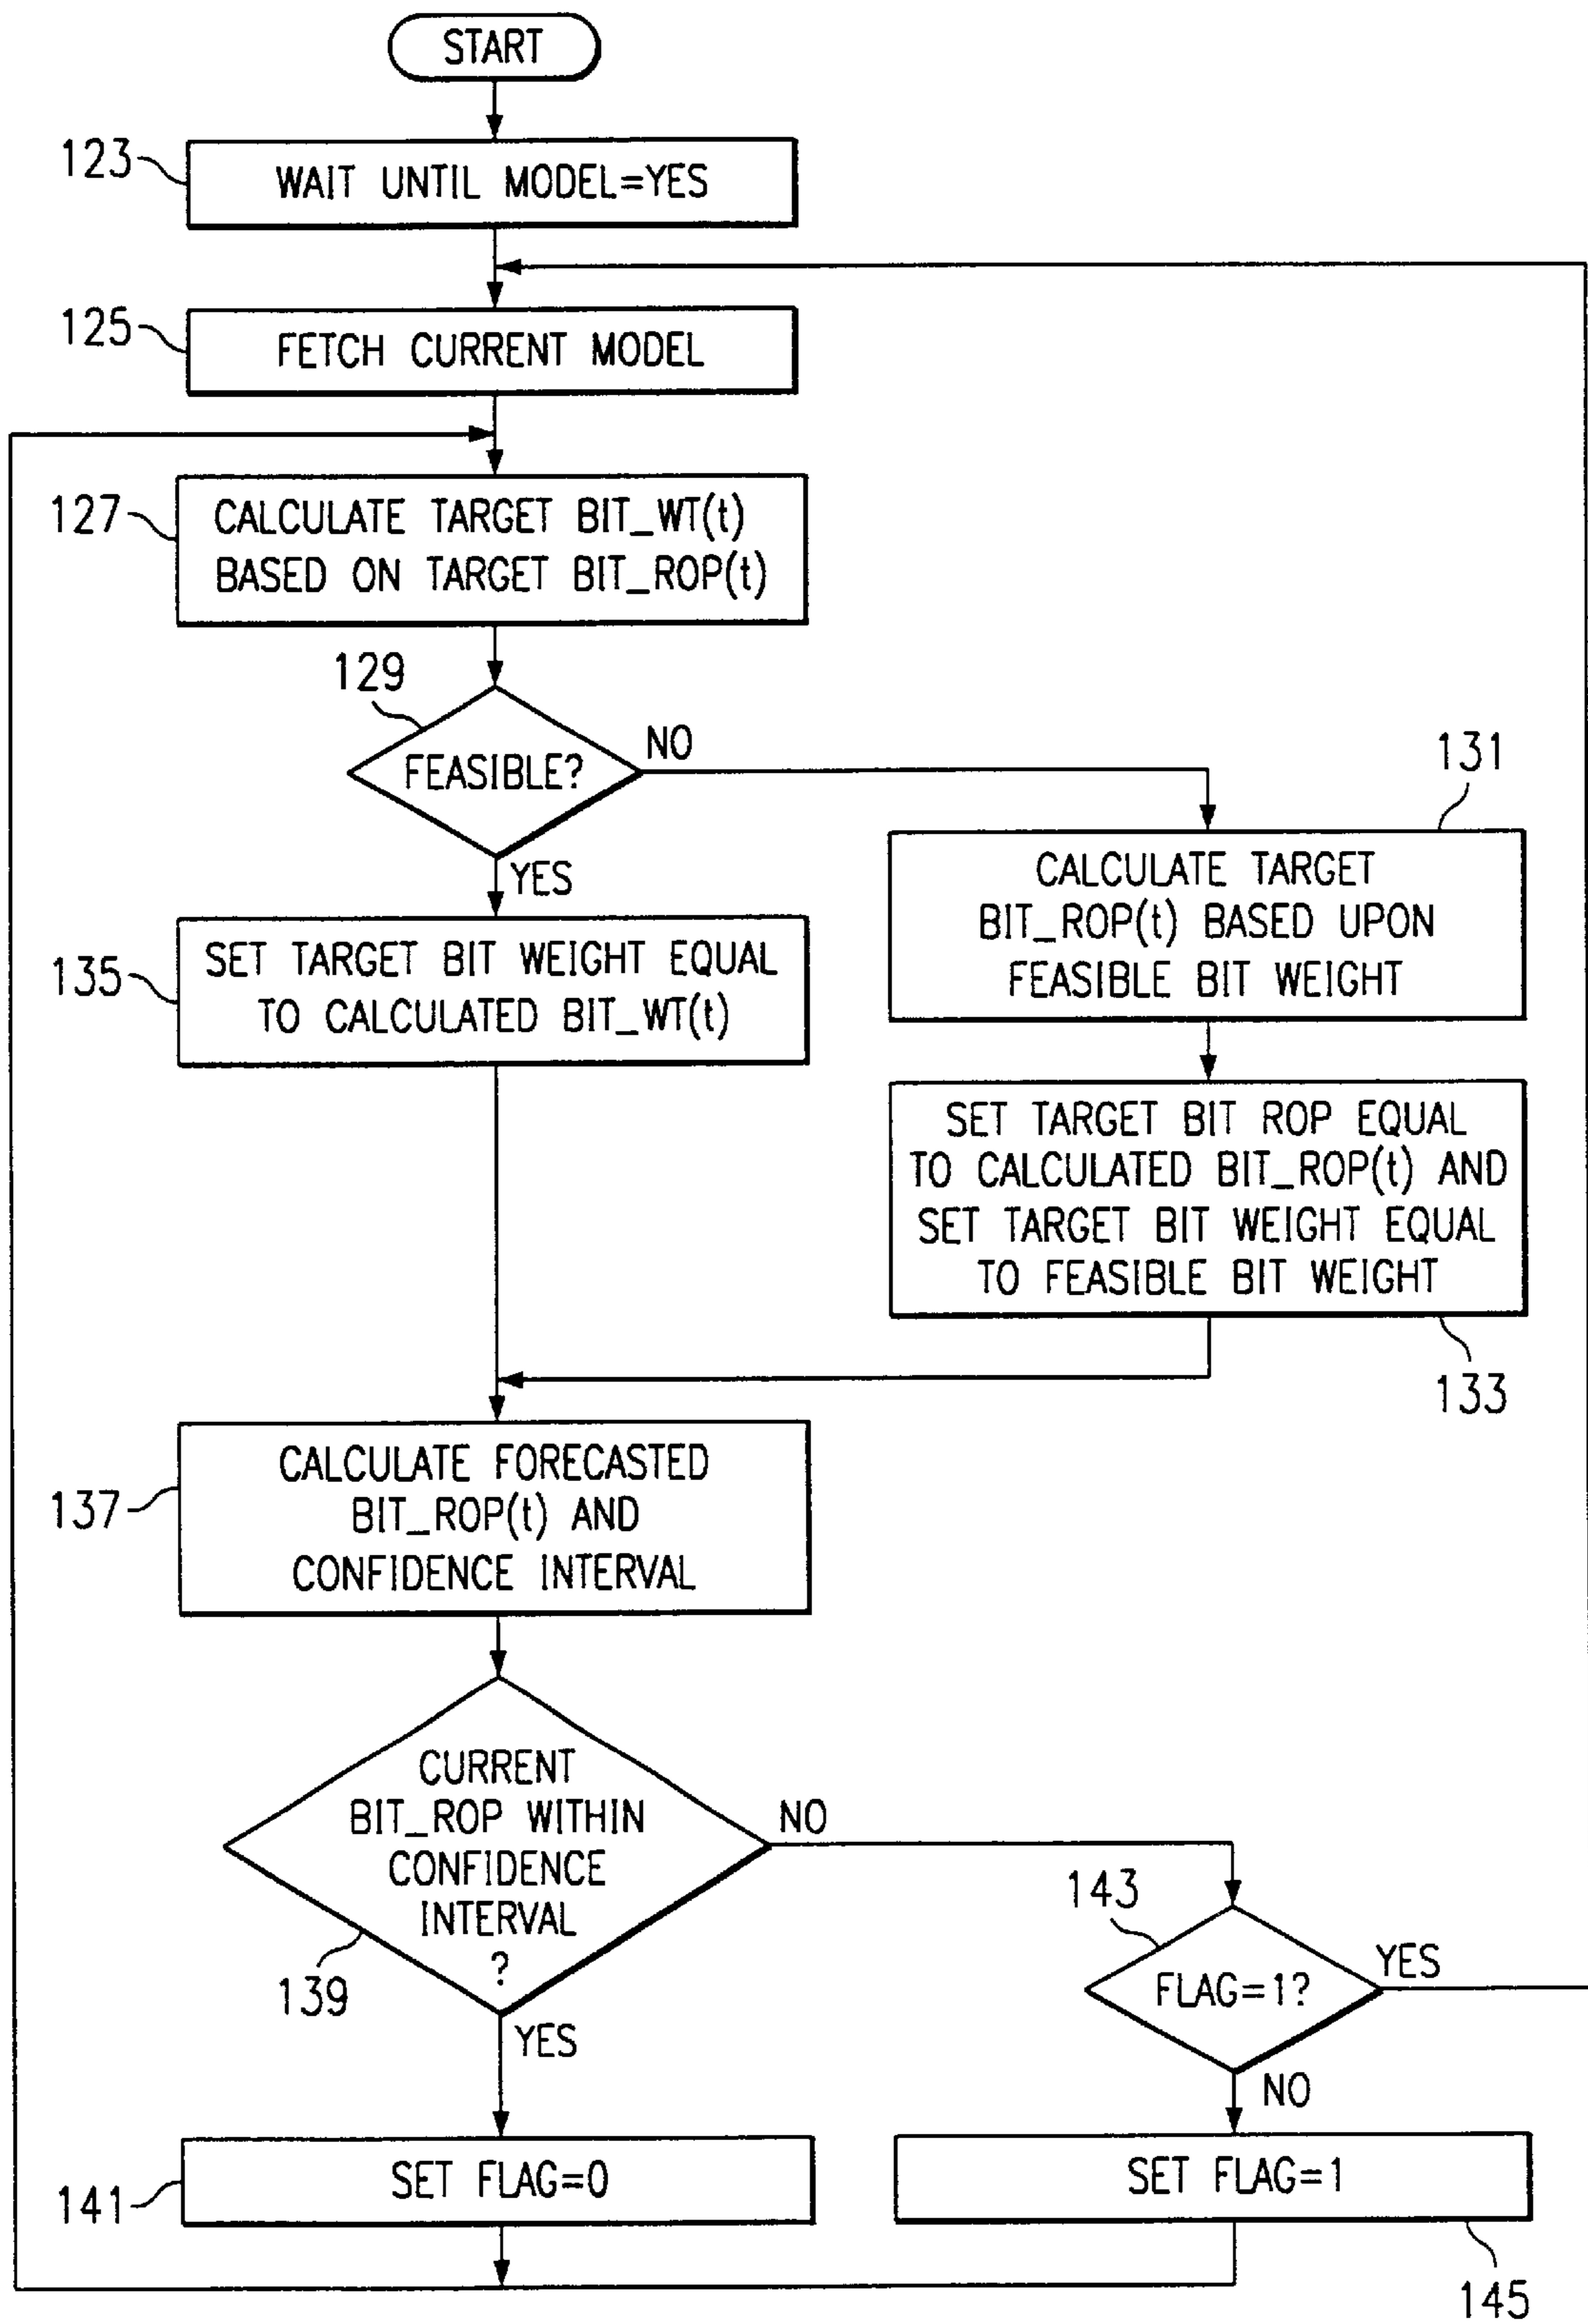 START
123
WAIT UNTIL MODEL=YES
125
FETCH CURRENT MODEL
127
CALCULATE TARGET BIT_WT(t)
BASED ON TARGET BIT_ROP(t)
129
FEASIBLE?
NO
YES
131
CALCULATE TARGET
BIT_ROP(t) BASED UPON
FEASIBLE BIT WEIGHT
135
SET TARGET BIT WEIGHT EQUAL
TO CALCULATED BIT_WT(t)
SET TARGET BIT ROP EQUAL
TO CALCULATED BIT_ROP(t) AND
SET TARGET BIT WEIGHT EQUAL
TO FEASIBLE BIT WEIGHT
133
137
CALCULATE FORECASTED
BIT_ROP(t) AND
CONFIDENCE INTERVAL
CURRENT
BIT_ROP WITHIN
CONFIDENCE
INTERVAL
?
139
NO
YES
143
FLAG=1?
YES
NO
141
SET FLAG=0
SET FLAG=1
145